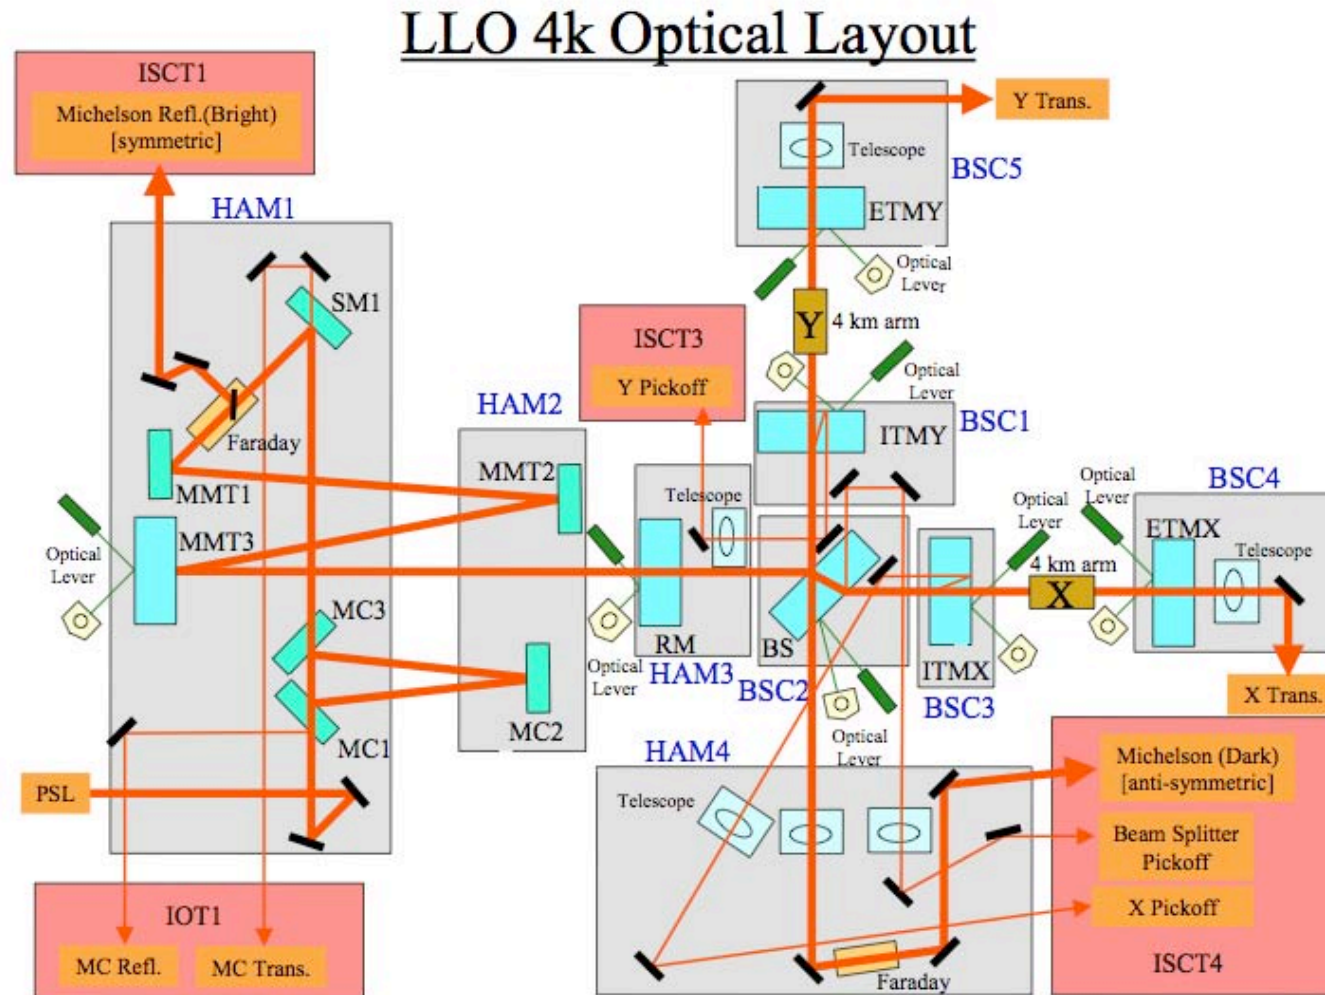 LLO 4k Optical Layout
ISCT1
Michelson Refl.(Bright)
[symmetric]
HAM1
SM1
Faraday
MMT1
MMT3
Optical
Lever
MC3
MC1
PSL
IOT1
MC Refl.
MC Trans.
HAM2
MMT2
MC2
ISCT3
Y Pickoff
Telescope
RM
HAM3
Optical
Lever
Y Trans.
Telescope
BSC5
ETMY
Optical
Lever
Y
4 km arm
Optical
Lever
BSC1
ITMY
BS
BSC2
Optical
Lever
ITMX
BSC3
Optical
Lever
4 km arm
X
Optical
Lever
BSC4
ETMX
Telescope
X Trans.
HAM4
Telescope
Faraday
Michelson (Dark)
[anti-symmetric]
Beam Splitter
Pickoff
X Pickoff
ISCT4